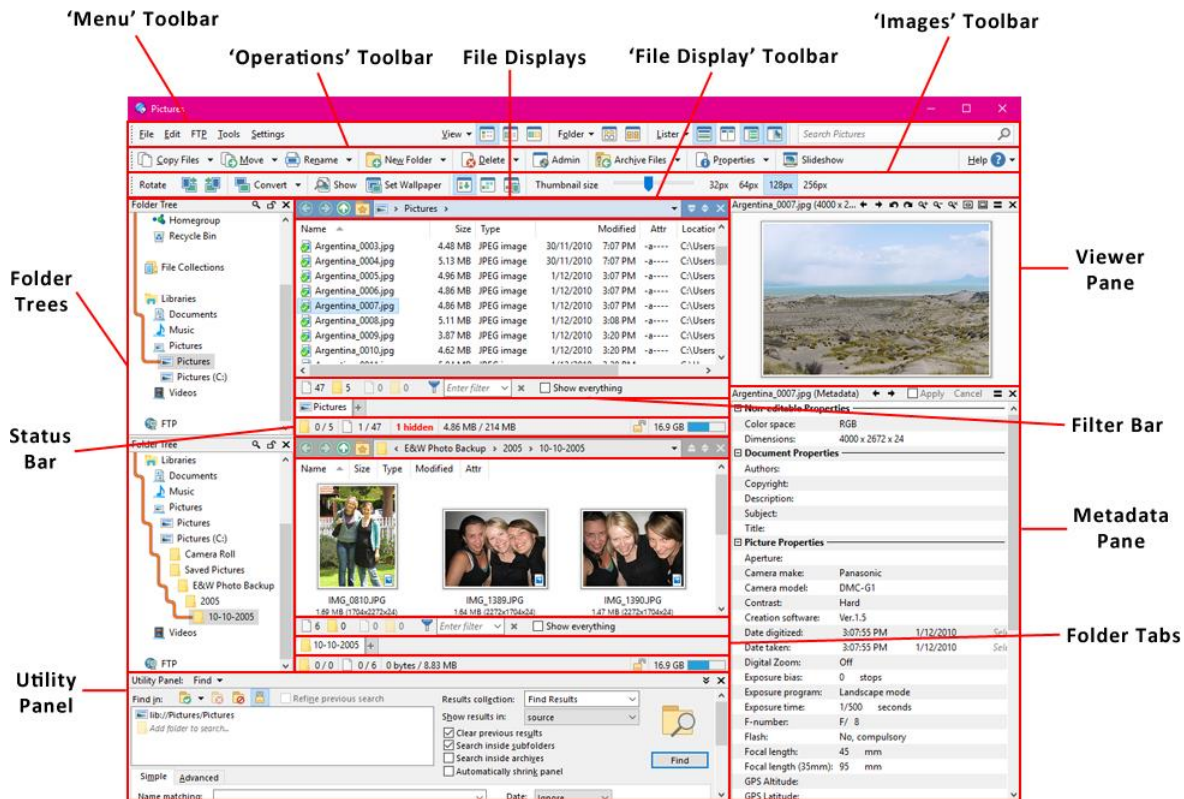 'Menu' Toolbar
'Images' Toolbar
'Operations' Toolbar
File Displays
'File Display' Toolbar
Pictures
File Edit FTP Tools Settings
View Folder Lister Search Pictures
Copy Files Move Rename New Folder Delete Admin Archive Files Properties Slideshow Help
Rotate Convert Show Set Wallpaper Thumbnail size 32px 64px 128px 256px
Folder Tree
Homegroup
Recycle Bin
File Collections
Libraries
Documents
Music
Pictures
Pictures
Pictures (C:)
Videos
FTP
Pictures
Name Size Type Modified Attr Location
Argentina_0003.jpg 4.48 MB JPEG image 30/11/2010 7:07 PM -a---- C:\Users
Argentina_0004.jpg 5.13 MB JPEG image 30/11/2010 7:07 PM -a---- C:\Users
Argentina_0005.jpg 4.96 MB JPEG image 1/12/2010 3:07 PM -a---- C:\Users
Argentina_0006.jpg 4.86 MB JPEG image 1/12/2010 3:07 PM -a---- C:\Users
Argentina_0007.jpg 4.86 MB JPEG image 1/12/2010 3:07 PM -a---- C:\Users
Argentina_0008.jpg 5.11 MB JPEG image 1/12/2010 3:08 PM -a---- C:\Users
Argentina_0009.jpg 3.87 MB JPEG image 1/12/2010 3:20 PM -a---- C:\Users
Argentina_0010.jpg 4.62 MB JPEG image 1/12/2010 3:20 PM -a---- C:\Users
47 5 0 0 Enter filter Show everything
Pictures
0 / 5 1 / 47 1 hidden 4.86 MB / 214 MB 16.9 GB
Argentina_0007.jpg (4000 x 2...
Viewer
Pane
Folder
Trees
Status
Bar
Filter Bar
Folder Tree
Libraries
Documents
Music
Pictures
Pictures
Pictures (C:)
Camera Roll
Saved Pictures
E&W Photo Backup
2005
10-10-2005
Videos
FTP
E&W Photo Backup 2005 10-10-2005
Name Size Type Modified Attr
IMG_0810.JPG IMG_1389.JPG IMG_1390.JPG
1.69 MB (1704x2272x24) 1.64 MB (2272x1704x24) 1.47 MB (2272x1704x24)
6 0 0 0 Enter filter Show everything
10-10-2005
0 / 0 0 / 6 0 bytes / 8.83 MB 16.9 GB
Argentina_0007.jpg (Metadata) Apply Cancel
Non-editable Properties
Color space: RGB
Dimensions: 4000 x 2672 x 24
Document Properties
Authors:
Copyright:
Description:
Subject:
Title:
Picture Properties
Aperture:
Camera make: Panasonic
Camera model: DMC-G1
Contrast: Hard
Creation software: Ver.1.5
Date digitized: 3:07:55 PM 1/12/2010
Date taken: 3:07:55 PM 1/12/2010
Digital Zoom: Off
Exposure bias: 0 stops
Exposure program: Landscape mode
Exposure time: 1/500 seconds
F-number: F/ 8
Flash: No, compulsory
Focal length: 45 mm
Focal length (35mm): 95 mm
GPS Altitude:
GPS Latitude:
Metadada
Pane
Folder Tabs
Utility
Panel
Utility Panel: Find
Find in: Refine previous search
lib://Pictures/Pictures
Add folder to search...
Results collection: Find Results
Show results in: source
Clear previous results
Search inside subfolders
Search inside archives
Automatically shrink panel
Find
Simple Advanced
Name matching: Date: Ignore